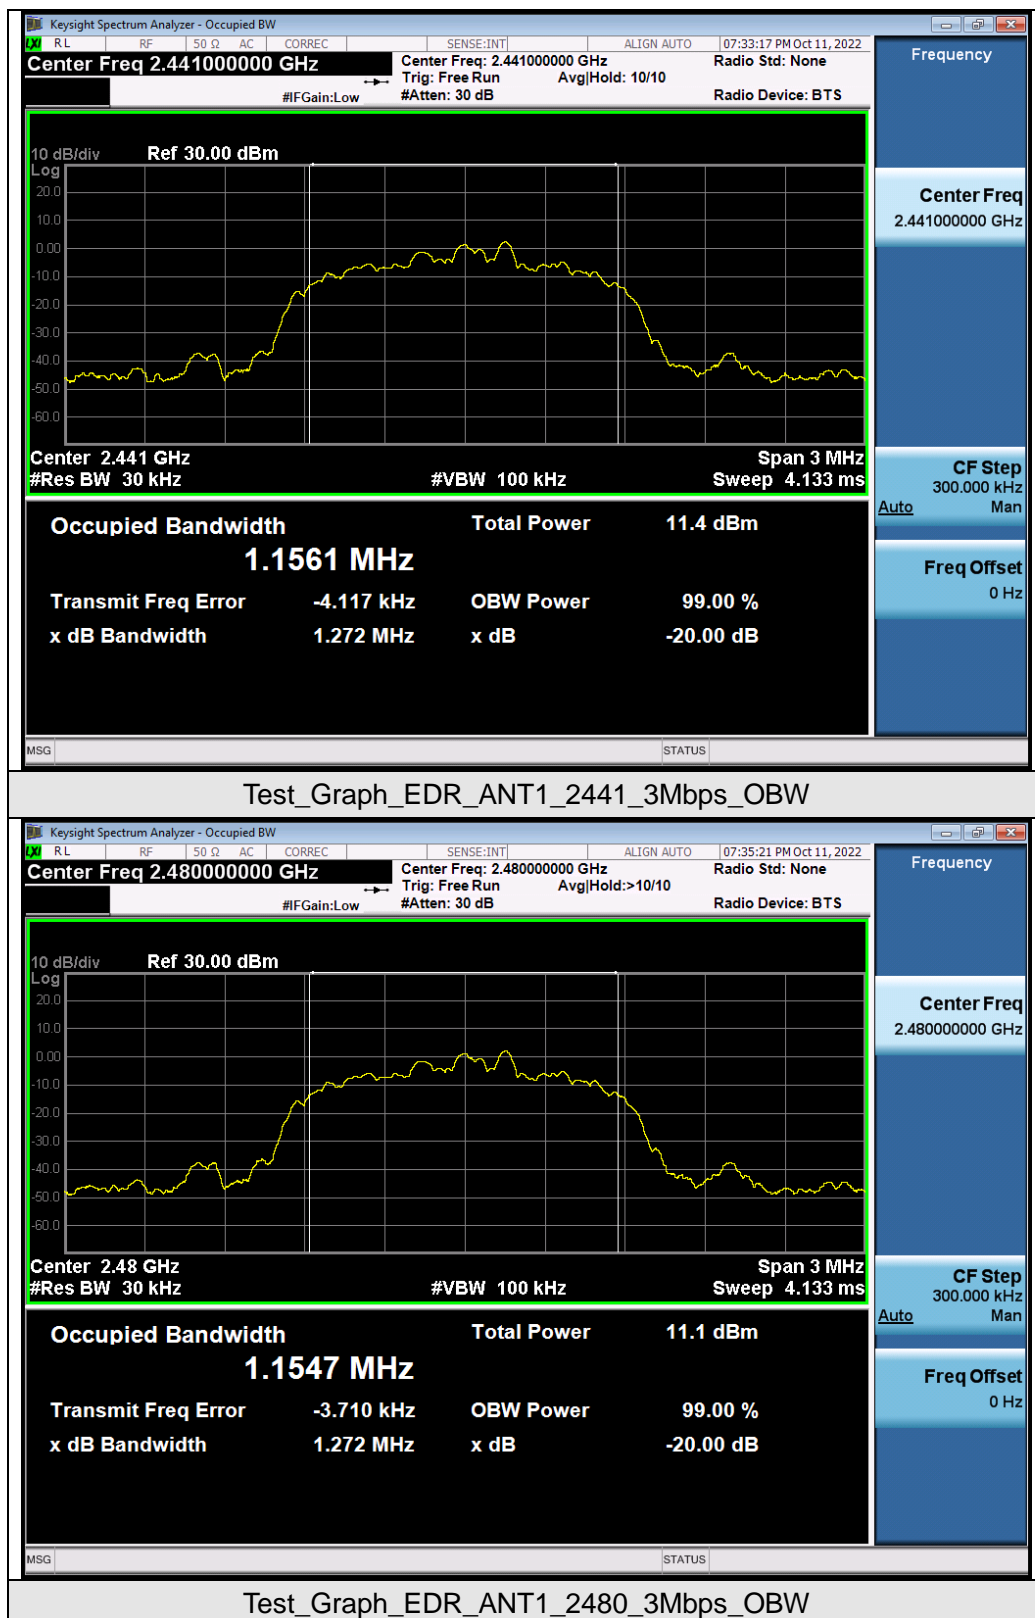 Keysight Spectrum Analyzer - Occupied BW
LXI RL RF 50 Ω AC CORREC SENSE:INT ALIGN AUTO 07:33:17 PM Oct 11, 2022
Center Freq 2.441000000 GHz Center Freq: 2.441000000 GHz Radio Std: None
Trig: Free Run Avg|Hold: 10/10
#IFGain:Low #Atten: 30 dB Radio Device: BTS
Frequency
10 dB/div Ref 30.00 dBm
Log
20.0
10.0
0.00
-10.0
-20.0
-30.0
-40.0
-50.0
-60.0
Center 2.441 GHz Span 3 MHz
#Res BW 30 kHz #VBW 100 kHz Sweep 4.133 ms
Center Freq
2.441000000 GHz
CF Step
300.000 kHz
Auto Man
Freq Offset
0 Hz
Occupied Bandwidth Total Power 11.4 dBm
1.1561 MHz
Transmit Freq Error -4.117 kHz OBW Power 99.00 %
x dB Bandwidth 1.272 MHz x dB -20.00 dB
MSG STATUS
Test_Graph_EDR_ANT1_2441_3Mbps_OBW
Keysight Spectrum Analyzer - Occupied BW
LXI RL RF 50 Ω AC CORREC SENSE:INT ALIGN AUTO 07:35:21 PM Oct 11, 2022
Center Freq 2.480000000 GHz Center Freq: 2.480000000 GHz Radio Std: None
Trig: Free Run Avg|Hold:>10/10
#IFGain:Low #Atten: 30 dB Radio Device: BTS
Frequency
10 dB/div Ref 30.00 dBm
Log
20.0
10.0
0.00
-10.0
-20.0
-30.0
-40.0
-50.0
-60.0
Center 2.48 GHz Span 3 MHz
#Res BW 30 kHz #VBW 100 kHz Sweep 4.133 ms
Center Freq
2.480000000 GHz
CF Step
300.000 kHz
Auto Man
Freq Offset
0 Hz
Occupied Bandwidth Total Power 11.1 dBm
1.1547 MHz
Transmit Freq Error -3.710 kHz OBW Power 99.00 %
x dB Bandwidth 1.272 MHz x dB -20.00 dB
MSG STATUS
Test_Graph_EDR_ANT1_2480_3Mbps_OBW